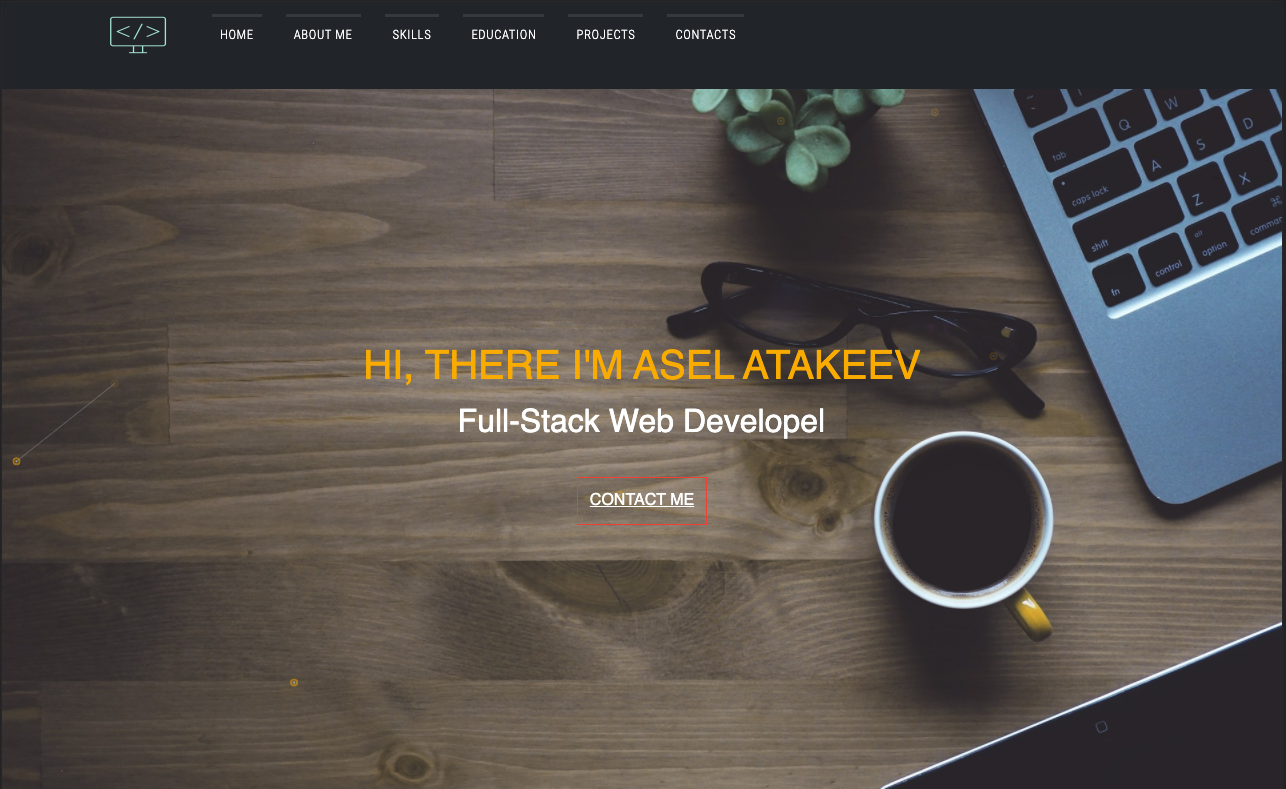 </>
HOME ABOUT ME SKILLS EDUCATION PROJECTS CONTACTS
Q W
tab A S D
caps lock Z X
shift alt ⌘
fn control option
HI, THERE I'M ASEL ATAKEEV
Full-Stack Web Developel
CONTACT ME